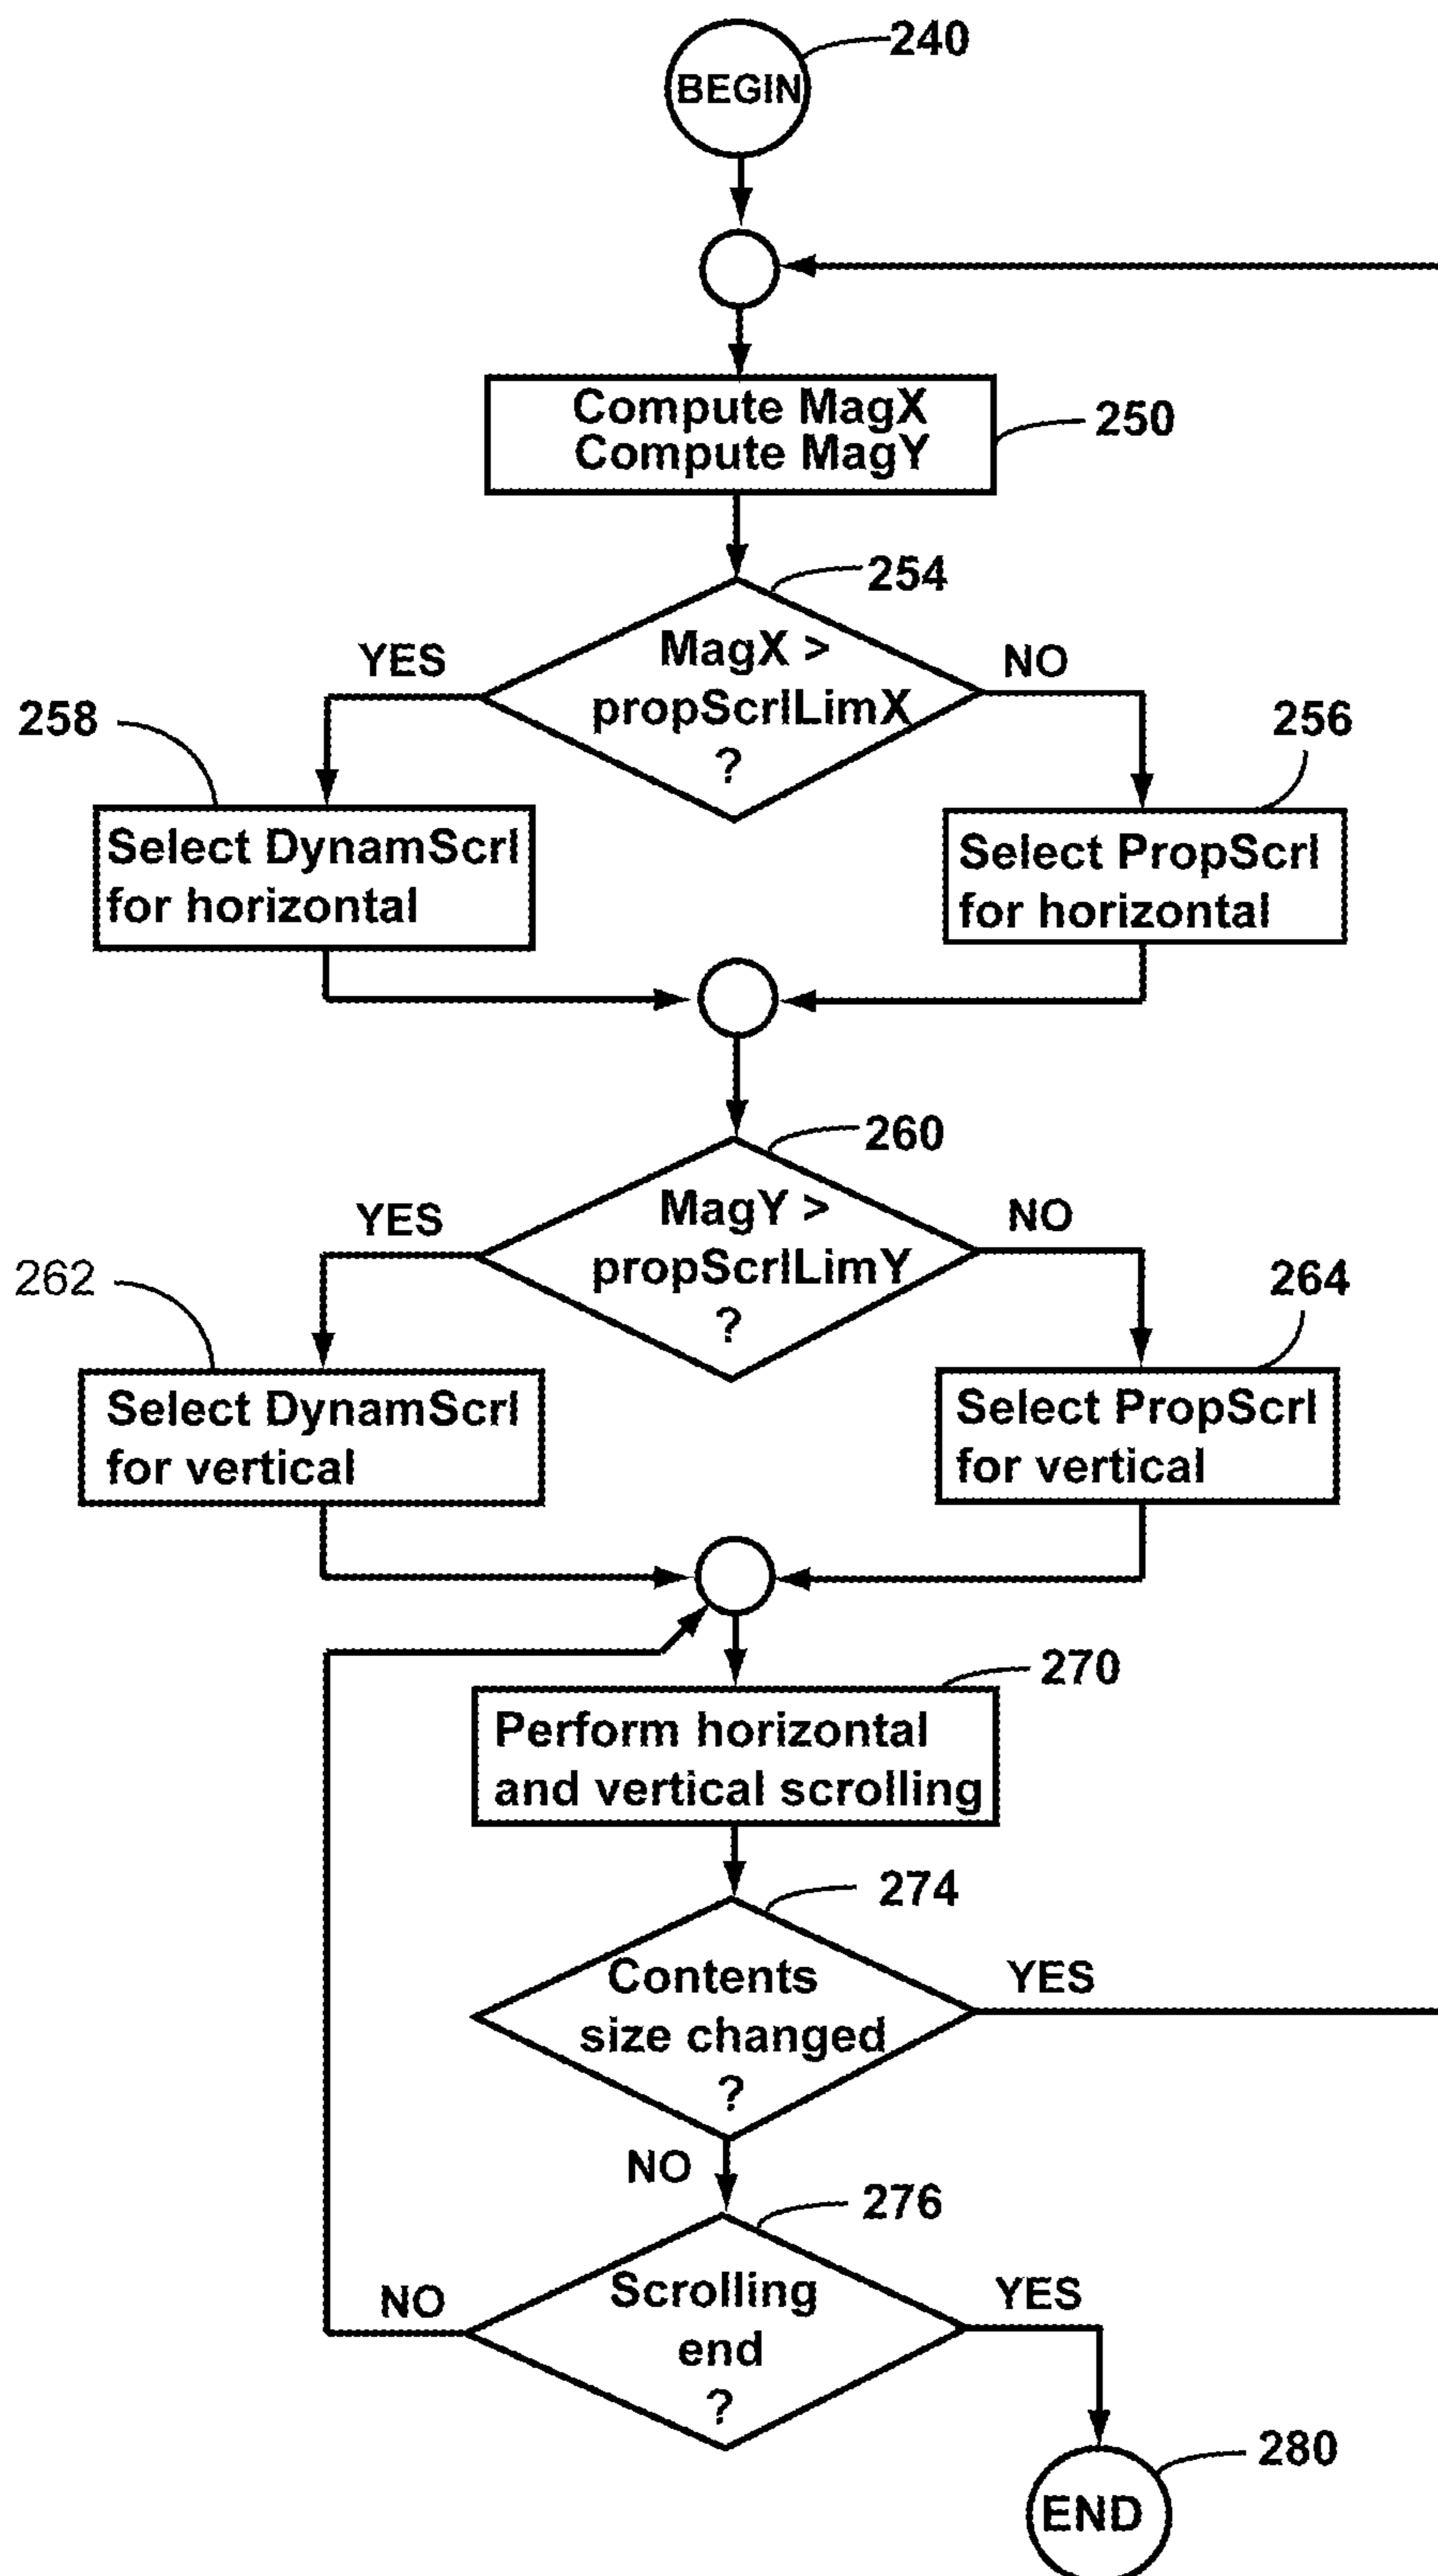 240
BEGIN
Compute MagX
Compute MagY
250
254
MagX >
propScrlLimX
?
YES
NO
258
256
Select DynamScrl
for horizontal
Select PropScrl
for horizontal
260
MagY >
propScrlLimY
?
YES
NO
262
264
Select DynamScrl
for vertical
Select PropScrl
for vertical
270
Perform horizontal
and vertical scrolling
274
Contents
size changed
?
YES
NO
276
Scrolling
end
?
NO
YES
280
END